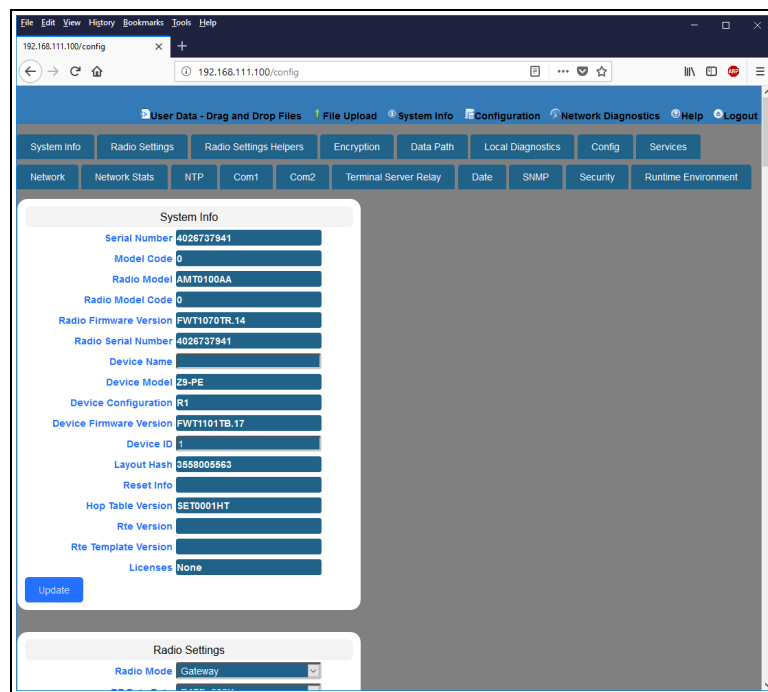 File Edit View History Bookmarks Tools Help
192.168.111.100/config
192.168.111.100/config
ABP
User Data - Drag and Drop Files File Upload System Info Configuration Network Diagnostics Help Logout
System Info Radio Settings Radio Settings Helpers Encryption Data Path Local Diagnostics Config Services
Network Network Stats NTP Com1 Com2 Terminal Server Relay Date SNMP Security Runtime Environment
System Info
Serial Number 4026737941
Model Code 0
Radio Model AMT0100AA
Radio Model Code 0
Radio Firmware Version FWT1070TR.14
Radio Serial Number 4026737941
Device Name
Device Model Z9-PE
Device Configuration R1
Device Firmware Version FWT1101TB.17
Device ID 1
Layout Hash 3558005563
Reset Info
Hop Table Version SET0001HT
Rte Version
Rte Template Version
Licenses None
Update
Radio Settings
Radio Mode Gateway